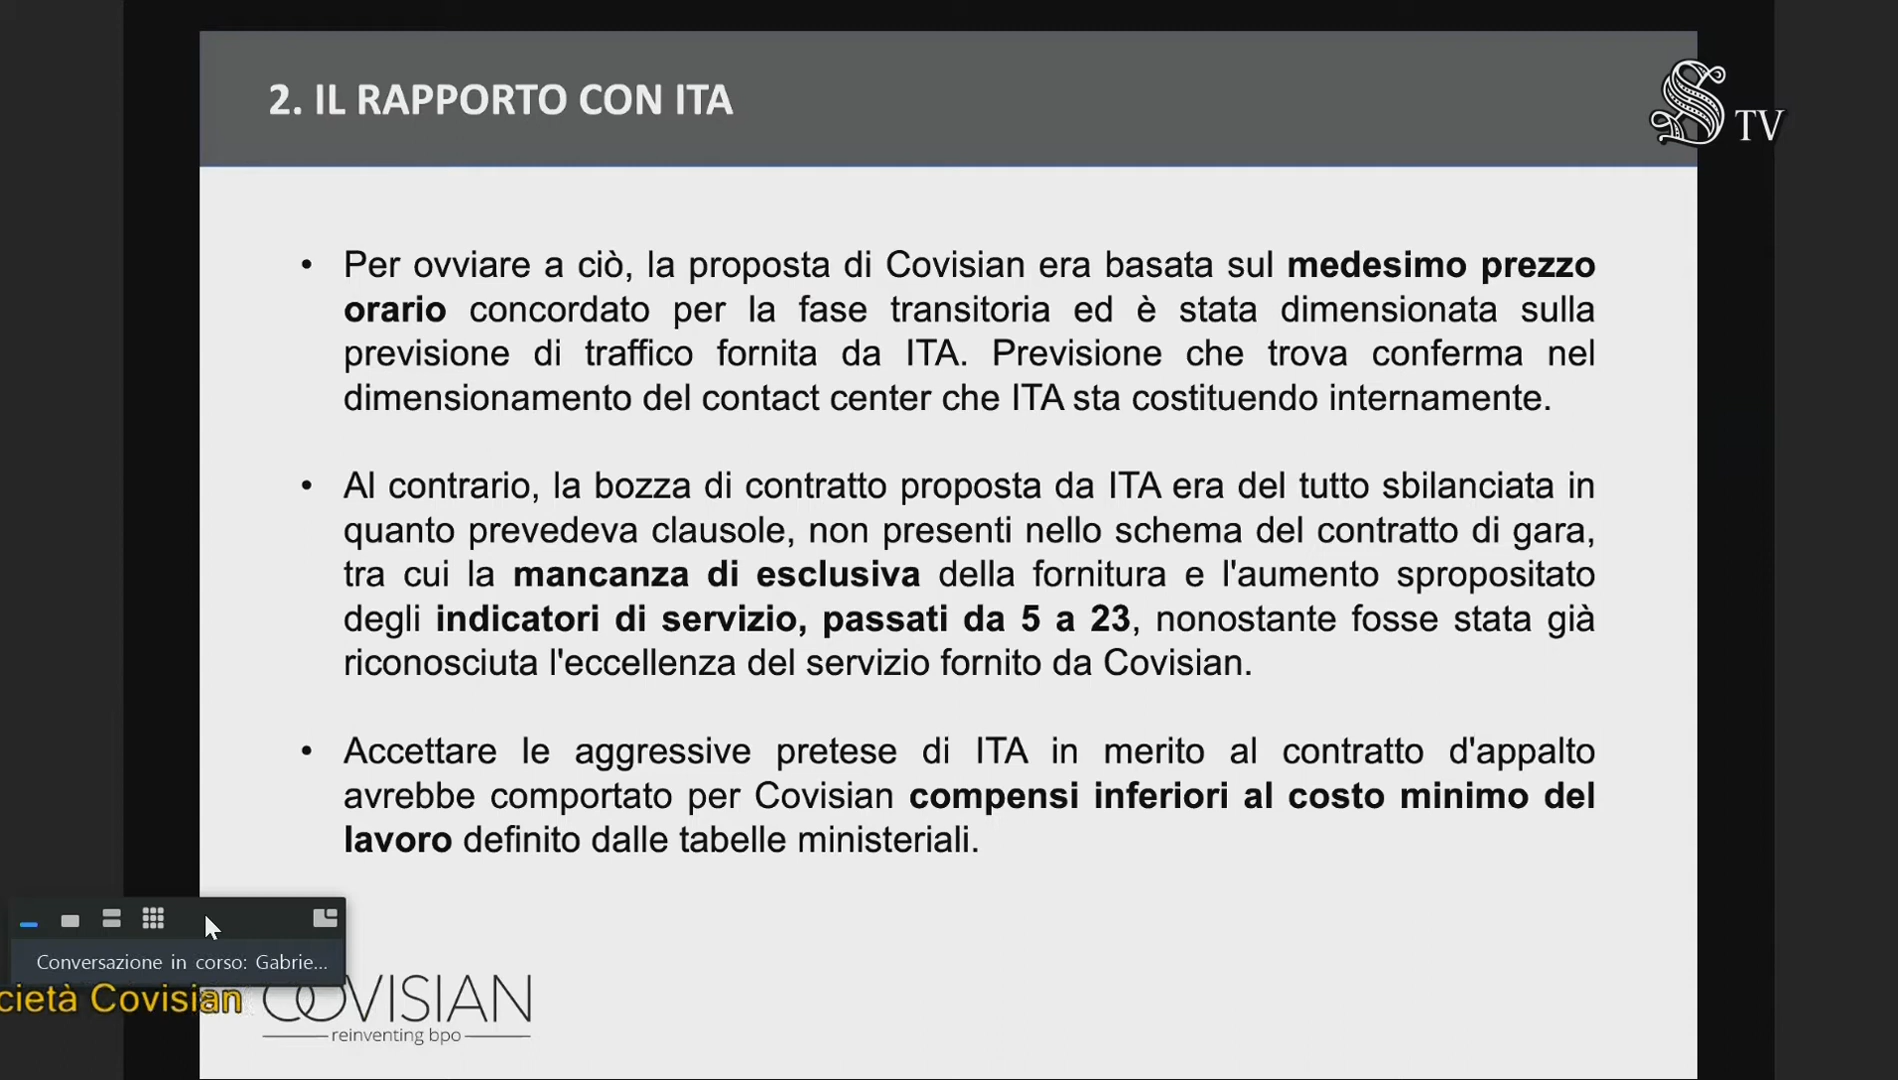 2. IL RAPPORTO CON ITA
TV
• Per ovviare a ciò, la proposta di Covisian era basata sul medesimo prezzo
orario concordato per la fase transitoria ed è stata dimensionata sulla
previsione di traffico fornita da ITA. Previsione che trova conferma nel
dimensionamento del contact center che ITA sta costituendo internamente.
• Al contrario, la bozza di contratto proposta da ITA era del tutto sbilanciata in
quanto prevedeva clausole, non presenti nello schema del contratto di gara,
tra cui la mancanza di esclusiva della fornitura e l'aumento spropositato
degli indicatori di servizio, passati da 5 a 23, nonostante fosse stata già
riconosciuta l'eccellenza del servizio fornito da Covisian.
• Accettare le aggressive pretese di ITA in merito al contratto d'appalto
avrebbe comportato per Covisian compensi inferiori al costo minimo del
lavoro definito dalle tabelle ministeriali.
Conversazione in corso: Gabrie...
cietà Covisian
COVISIAN
reinventing bpo